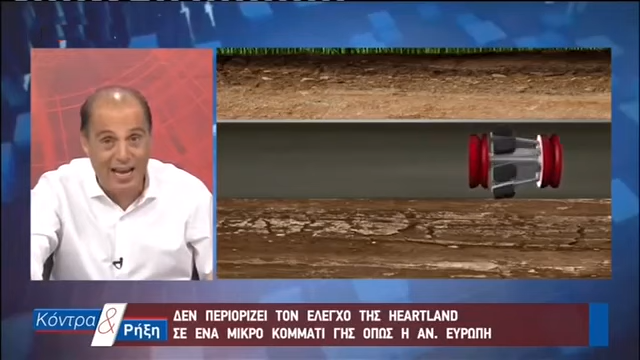 Κόντρα & Ρήξη
ΔΕΝ ΠΕΡΙΟΡΙΖΕΙ ΤΟΝ ΕΛΕΓΧΟ ΤΗΣ HEARTLAND
ΣΕ ΕΝΑ ΜΙΚΡΟ ΚΟΜΜΑΤΙ ΓΗΣ ΟΠΩΣ Η ΑΝ. ΕΥΡΩΠΗ